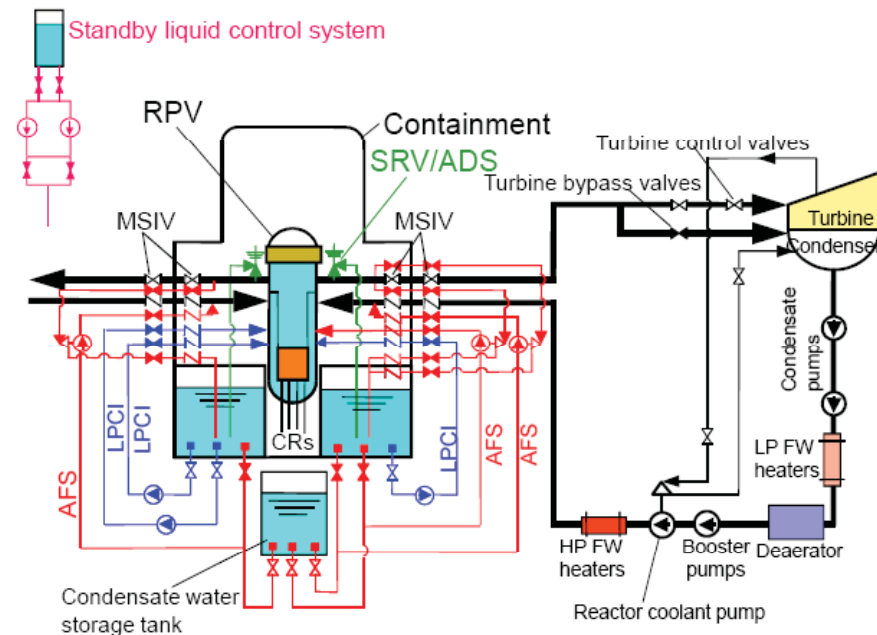 Standby liquid control system
RPV
Containment
SRV/ADS
Turbine control valves
Turbine bypass valves
MSIV
MSIV
Turbine
Condenser
Condensate
pumps
LPCI
LPCI
CRs
LPCI
AFS
AFS
AFS
LP FW
heaters
HP FW
heaters
Booster
pumps
Deaerator
Reactor coolant pump
Condensate water
storage tank